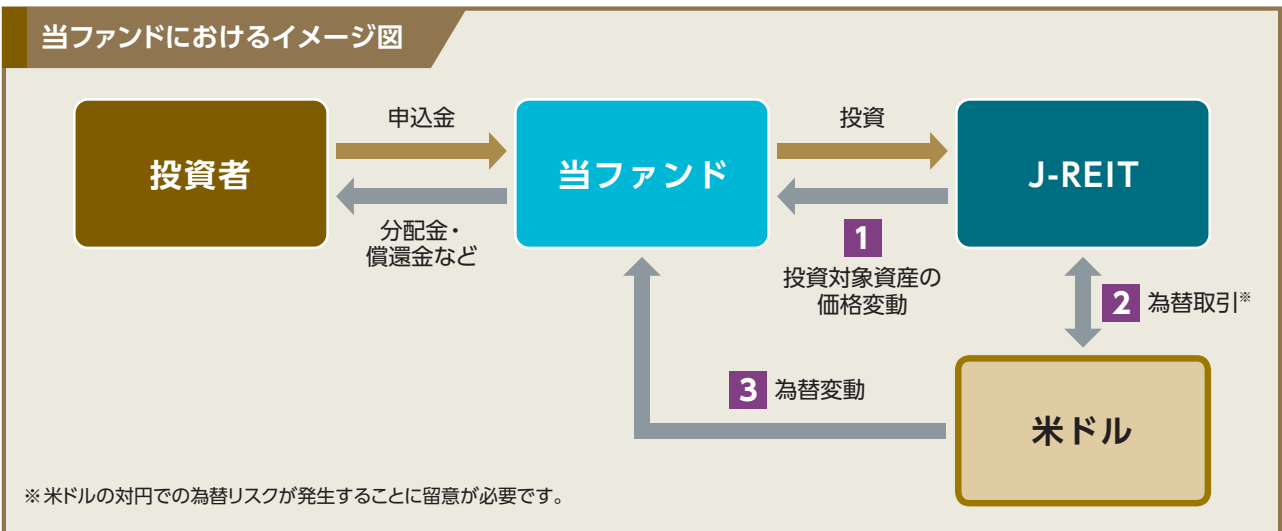 当ファンドにおけるイメージ図
申込金
投資
投資者
当ファンド
J-REIT
分配金・
償還金など
1
投資対象資産の
価格変動
2 為替取引※
3 為替変動
米ドル
※米ドルの対円での為替リスクが発生することに留意が必要です。